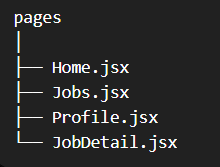 pages
│
├── Home.jsx
├── Jobs.jsx
├── Profile.jsx
└── JobDetail.jsx